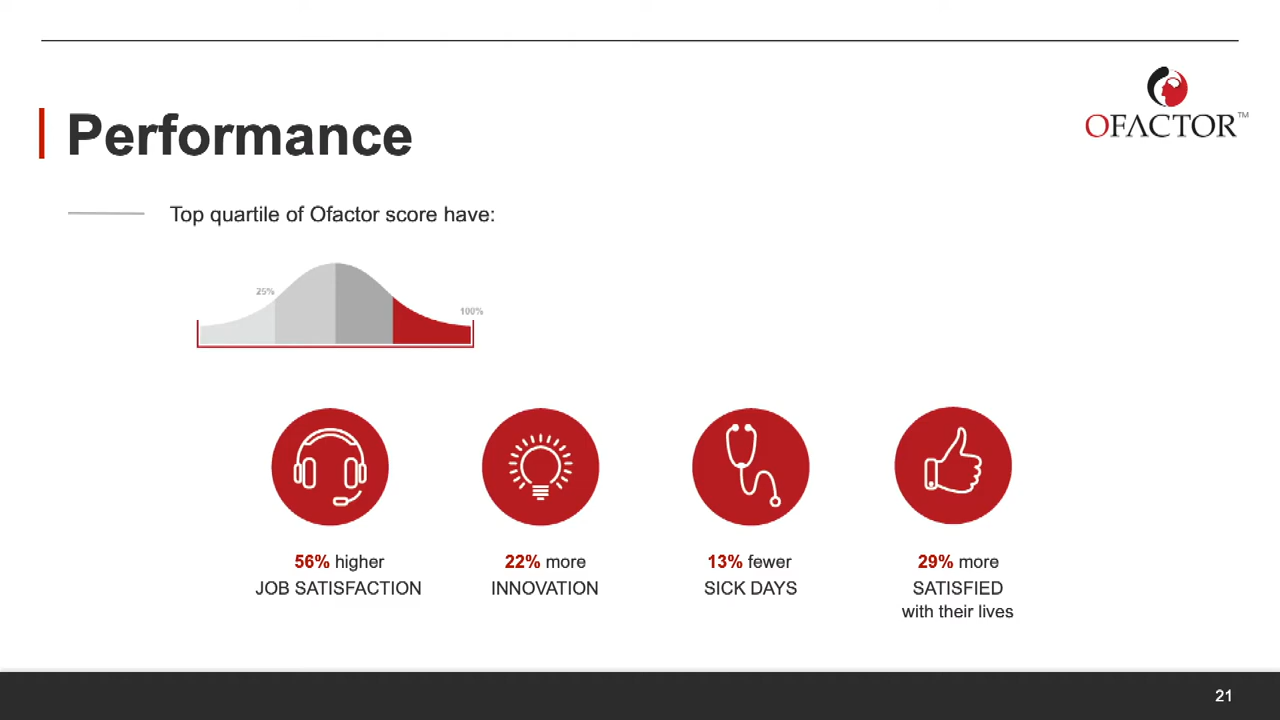 OFACTOR™
Performance
Top quartile of Ofactor score have:
25%
100%
56% higher
JOB SATISFACTION
22% more
INNOVATION
13% fewer
SICK DAYS
29% more
SATISFIED
with their lives
21